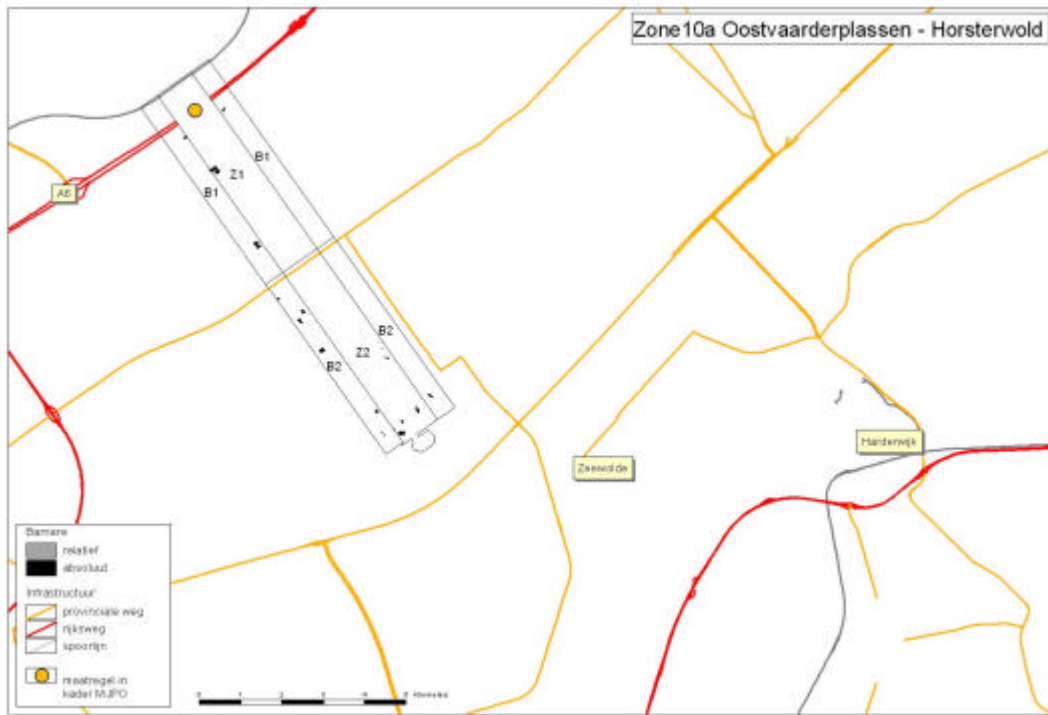 Zone10a Oostvaarderplassen - Horsterwold
B1
Z1
B1
A6
B2
Z2
B2
Harderwijk
Zeewolde
Barriere
relatief
absoluut
Infrastructuur
provinciale weg
rijksweg
spoorlijn
maatregel in
kader MJPO
0 1 2 3 4 5 Kilometers